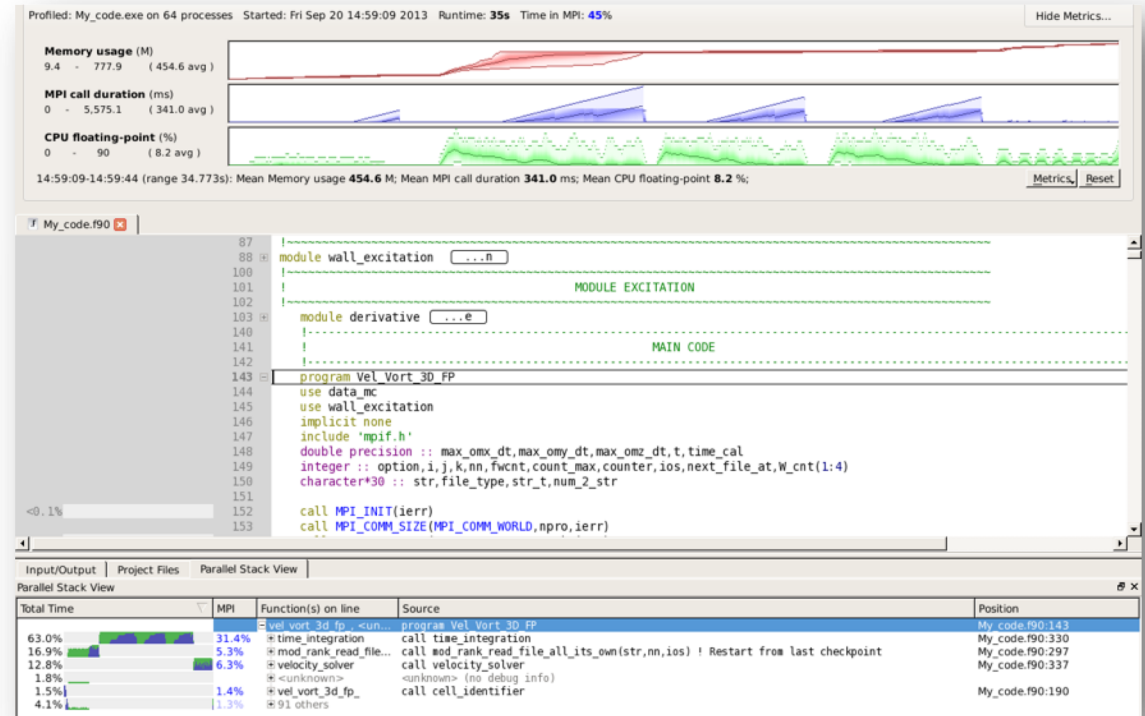 Profiled: My_code.exe on 64 processes Started: Fri Sep 20 14:59:09 2013 Runtime: 35s Time in MPI: 45%
Hide Metrics...
Memory usage (M)
9.4 - 777.9 ( 454.6 avg )
MPI call duration (ms)
0 - 5,575.1 ( 341.0 avg )
CPU floating-point (%)
0 - 90 ( 8.2 avg )
14:59:09-14:59:44 (range 34.773s): Mean Memory usage 454.6 M; Mean MPI call duration 341.0 ms; Mean CPU floating-point 8.2 %;
Metrics Reset
My_code.f90
87 !~~~~~~~~~~~~~~~~~~~~~~~~~~~~~~~~~~~~~~~~
88 module wall_excitation ...n
100 !~~~~~~~~~~~~~~~~~~~~~~~~~~~~~~~~~~~~~~~~
101 ! MODULE EXCITATION
102 !~~~~~~~~~~~~~~~~~~~~~~~~~~~~~~~~~~~~~~~~
103 module derivative ...e
140 !----------------------------------------
141 ! MAIN CODE
142 !----------------------------------------
143 program Vel_Vort_3D_FP
144 use data_mc
145 use wall_excitation
146 implicit none
147 include 'mpif.h'
148 double precision :: max_omx_dt,max_omy_dt,max_omz_dt,t,time_cal
149 integer :: option,i,j,k,nn,fwcnt,count_max,counter,ios,next_file_at,W_cnt(1:4)
150 character*30 :: str,file_type,str_t,num_2_str
151
<0.1% 152 call MPI_INIT(ierr)
153 call MPI_COMM_SIZE(MPI_COMM_WORLD,npro,ierr)
Input/Output Project Files Parallel Stack View
Parallel Stack View
Total Time MPI Function(s) on line Source Position
vel_vort_3d_fp_, <un... program Vel_Vort_3D_FP My_code.f90:143
63.0% 31.4% time_integration call time_integration My_code.f90:330
16.9% 5.3% mod_rank_read_file... call mod_rank_read_file_all_its_own(str,nn,ios) ! Restart from last checkpoint My_code.f90:297
12.8% 6.3% velocity_solver call velocity_solver My_code.f90:337
1.8% <unknown> <unknown> (no debug info)
1.5% 1.4% vel_vort_3d_fp_ call cell_identifier My_code.f90:190
4.1% 1.3% 91 others